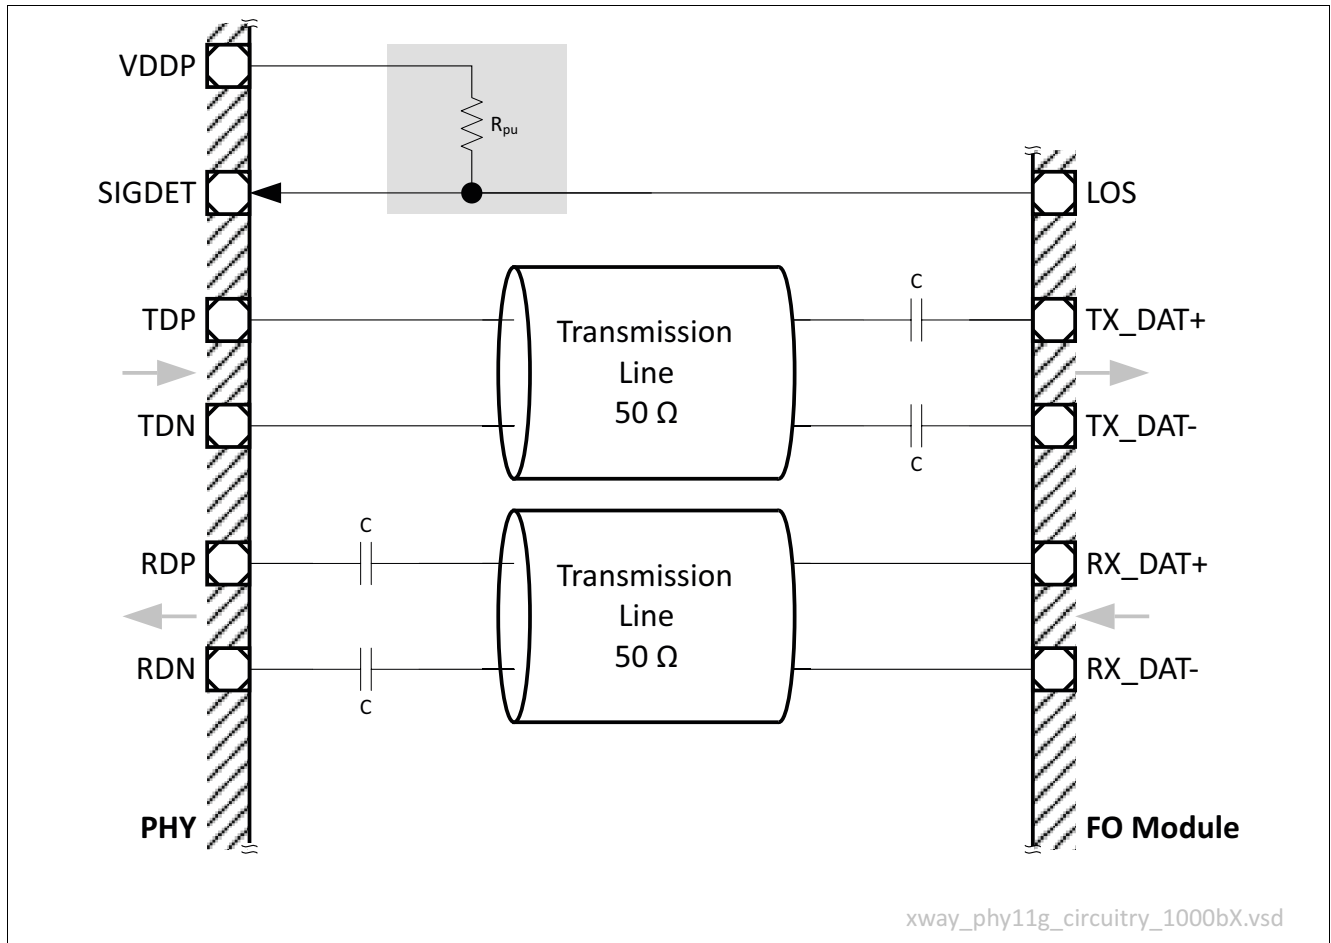 VDDP
R_pu
SIGDET
LOS
C
TDP
Transmission
Line
50 Ω
TX_DAT+
TDN
TX_DAT-
C
C
RDP
Transmission
Line
50 Ω
RX_DAT+
RDN
RX_DAT-
C
PHY
FO Module
xway_phy11g_circuitry_1000bX.vsd